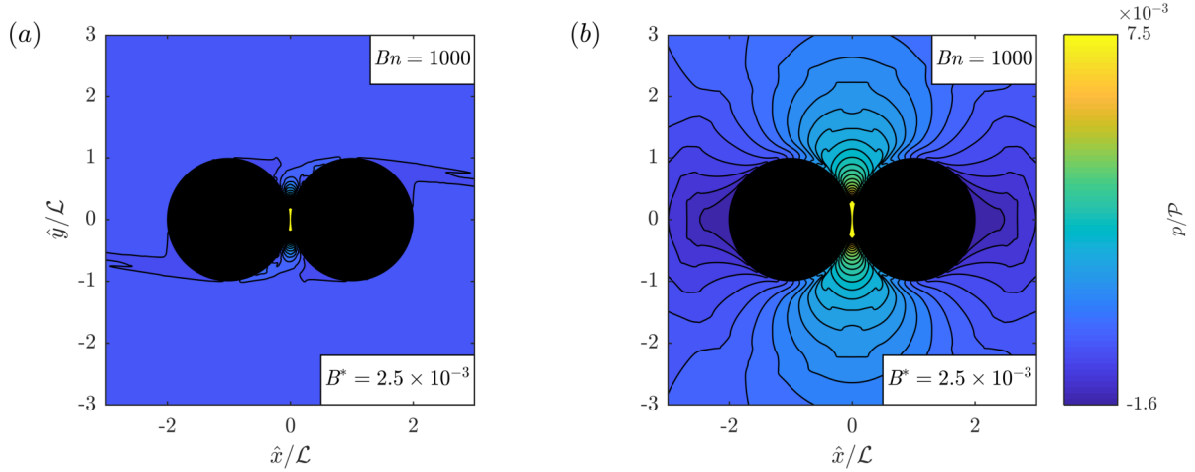 (a)
3
2
1
0
-1
-2
-3
-2
0
2
x̂/ℒ
ŷ/ℒ
Bn = 1000
B* = 2.5 × 10⁻³
(b)
3
2
1
0
-1
-2
-3
-2
0
2
x̂/ℒ
Bn = 1000
B* = 2.5 × 10⁻³
×10⁻³
7.5
-1.6
p/𝒫